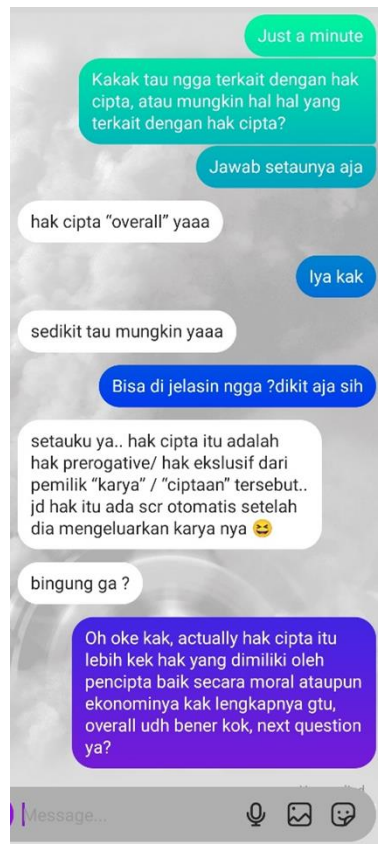 Just a minute
Kakak tau ngga terkait dengan hak
cipta, atau mungkin hal hal yang
terkait dengan hak cipta?
Jawab setaunya aja
hak cipta “overall” yaaa
Iya kak
sedikit tau mungkin yaaa
Bisa di jelasin ngga ?dikit aja sih
setauku ya.. hak cipta itu adalah
hak prerogative/ hak ekslusif dari
pemilik “karya” / “ciptaan” tersebut..
jd hak itu ada scr otomatis setelah
dia mengeluarkan karya nya 😆
bingung ga ?
Oh oke kak, actually hak cipta itu
lebih kek hak yang dimiliki oleh
pencipta baik secara moral ataupun
ekonominya kak lengkapnya gtu,
overall udh bener kok, next question
ya?
Message...